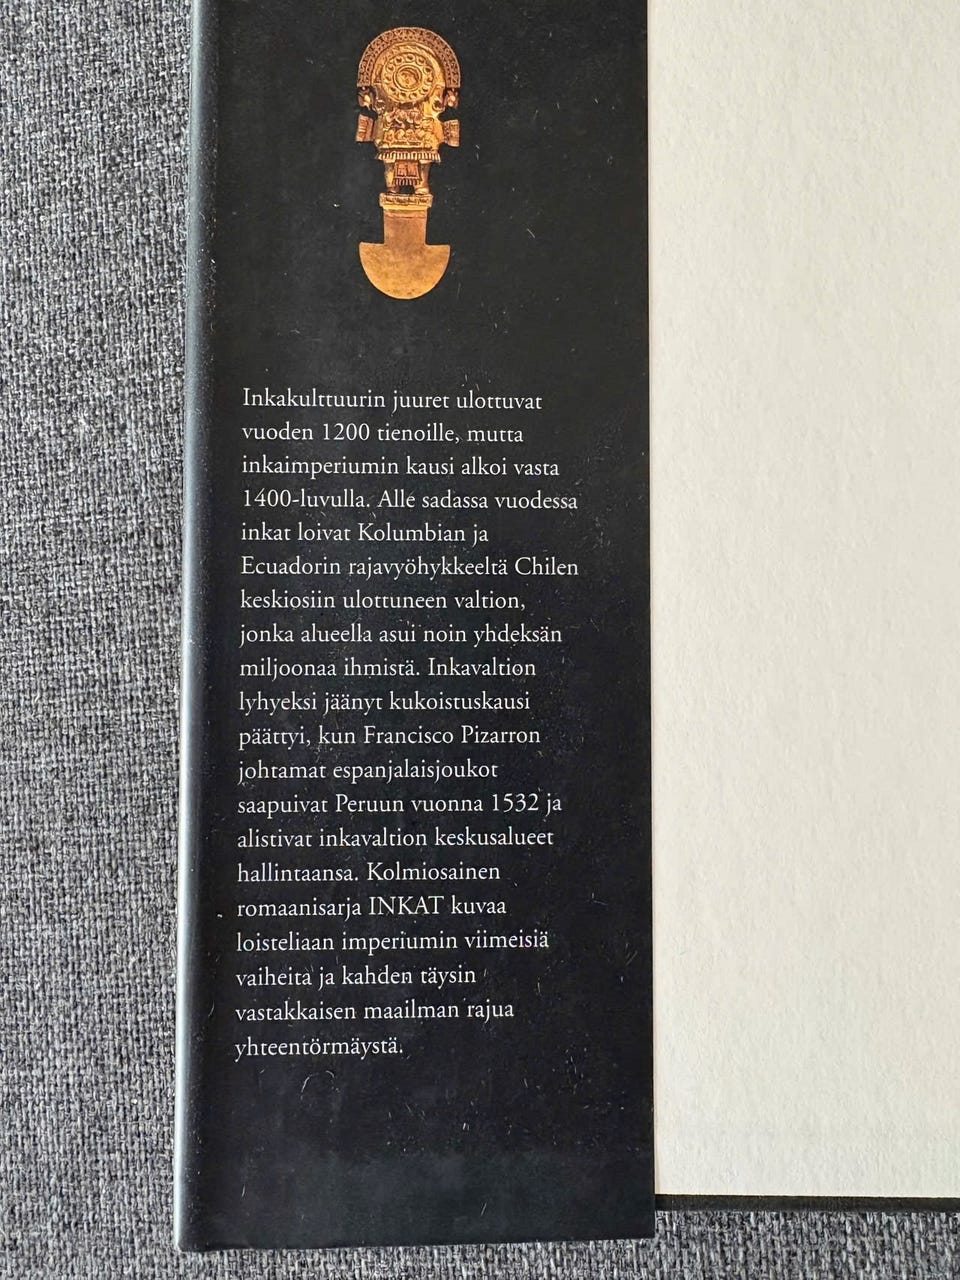 Inkakulttuurin juuret ulottuvat
vuoden 1200 tienoille, mutta
inkaimperiumin kausi alkoi vasta
1400-luvulla. Alle sadassa vuodessa
inkat loivat Kolumbian ja
Ecuadorin rajavyöhykkeeltä Chilen
keskiosiin ulottuneen valtion,
jonka alueella asui noin yhdeksän
miljoonaa ihmistä. Inkavaltion
lyhyeksi jäänyt kukoistuskausi
päättyi, kun Francisco Pizarron
johtamat espanjalaisjoukot
saapuivat Peruun vuonna 1532 ja
alistivat inkavaltion keskusalueet
hallintaansa. Kolmiosainen
romaanisarja INKAT kuvaa
loisteliaan imperiumin viimeisiä
vaiheita ja kahden täysin
vastakkaisen maailman rajua
yhteentörmäystä.